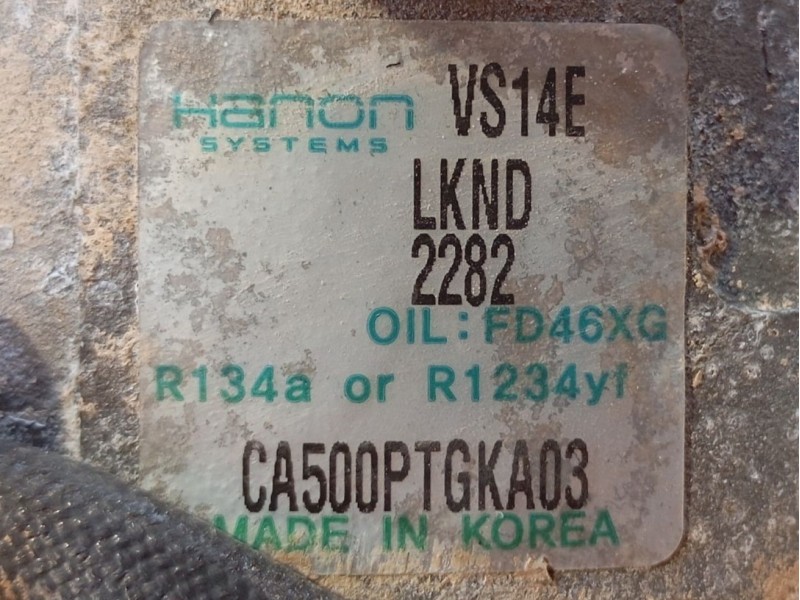 Hanon VS14E
SYSTEMS
LKND
2282
OIL: FD46XG
R134a or R1234yf
CA500PTGKA03
MADE IN KOREA